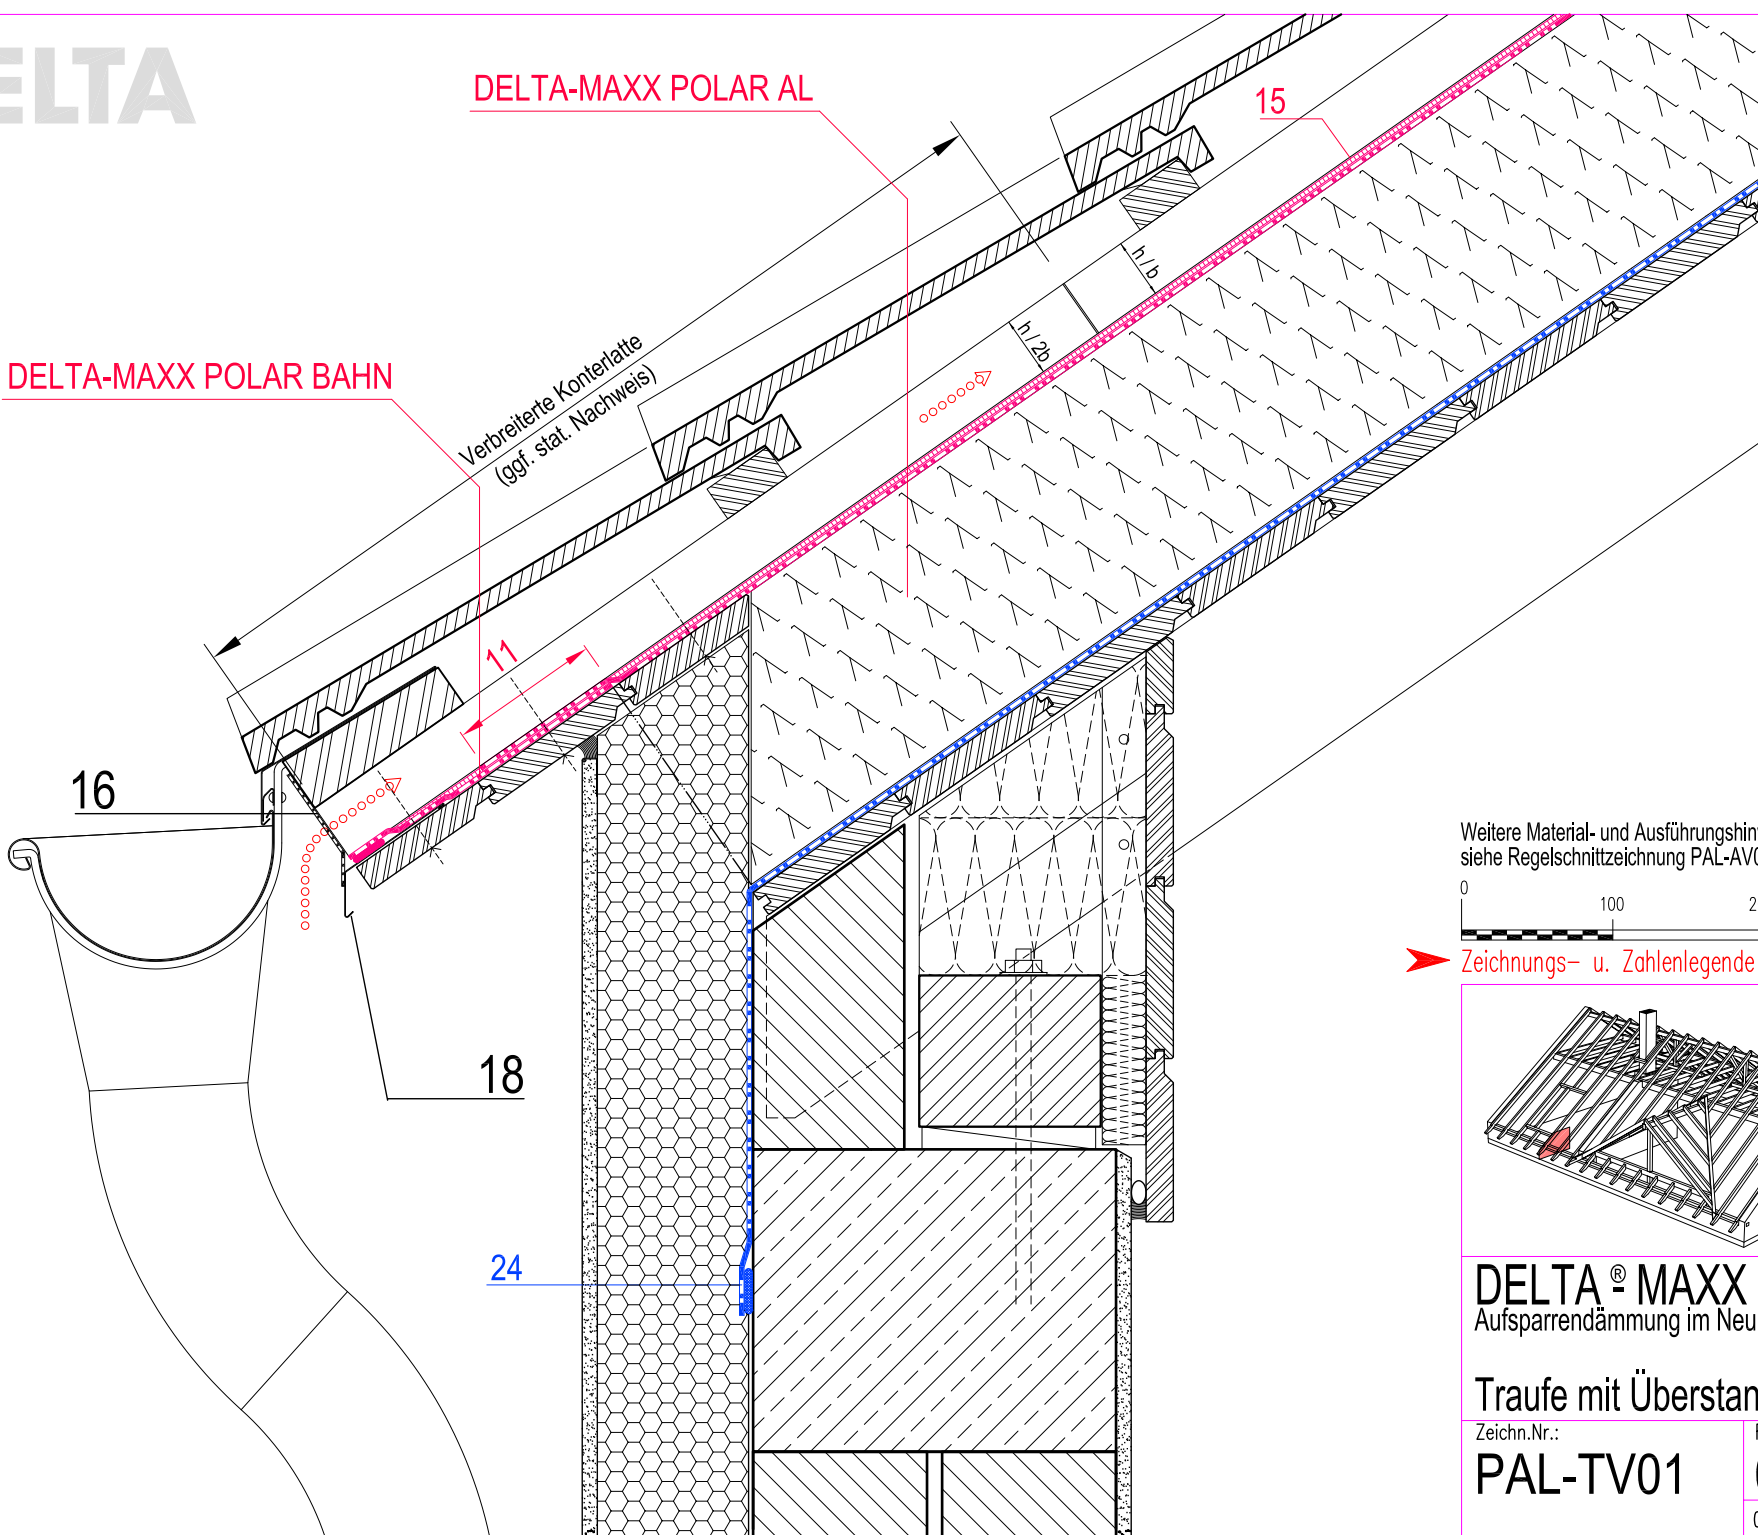 ELTA
DELTA-MAXX POLAR AL
15
h / b
h / 2b
Verbreiterte Konterlatte
(ggf. stat. Nachweis)
DELTA-MAXX POLAR BAHN
11
16
18
24
Weitere Material- und Ausführungshin
siehe Regelschnittzeichnung PAL-AV0
0
100
2
Zeichnungs- u. Zahlenlegende
DELTA ® - MAXX
Aufsparrendämmung im Neu
Traufe mit Überstan
Zeichn.Nr.:
PAL-TV01